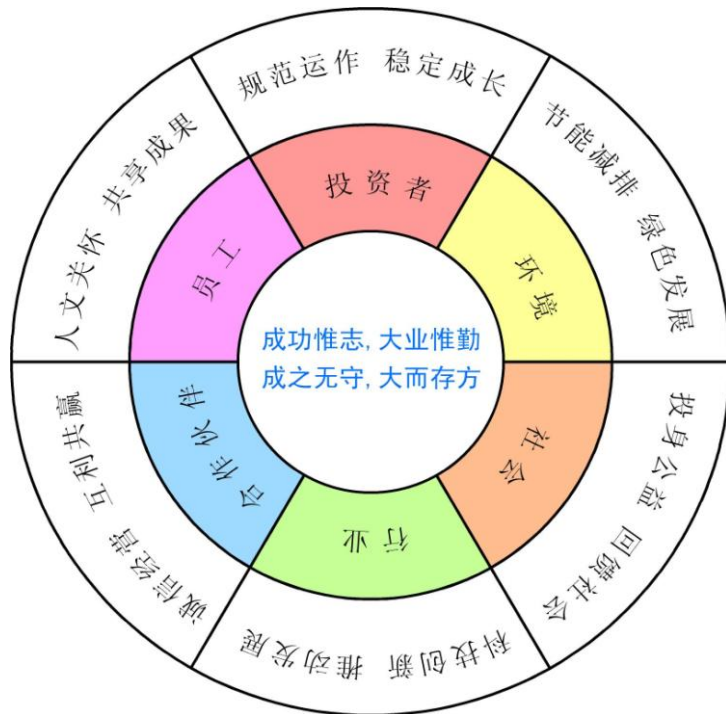 规范运作 稳定成长
节能减排 绿色发展
投身公益 回馈社会
科技创新 推动发展
诚信经营 互利共赢
人文关怀 共享成果
投资者
环境
社会
行业
合作伙伴
员工
成功惟志, 大业惟勤
成之无守, 大而存方